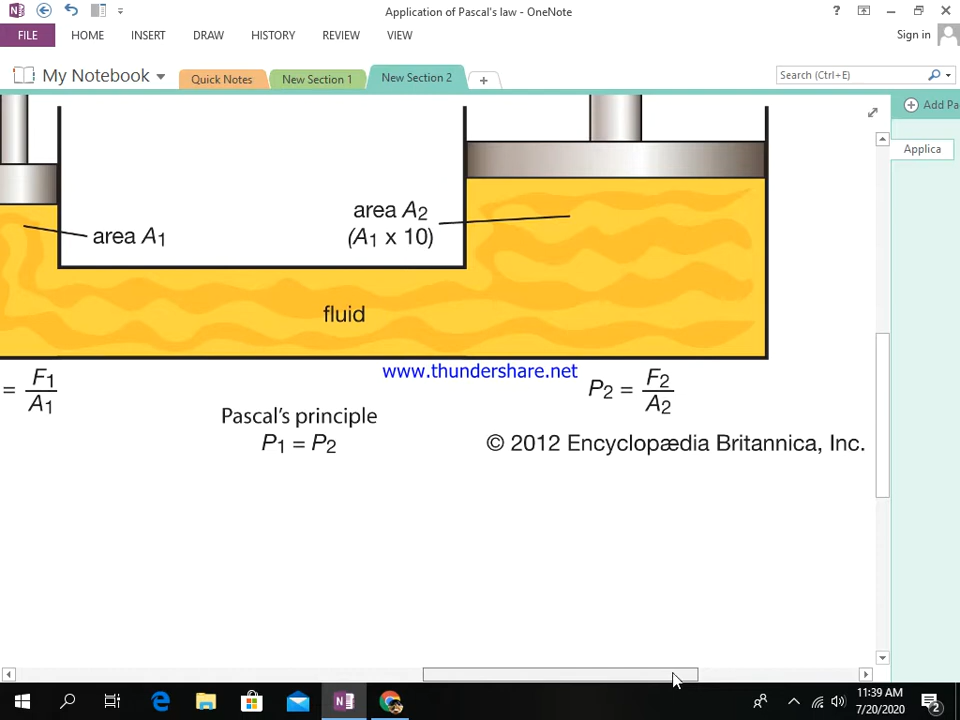 Application of Pascal's law - OneNote
?
FILE HOME INSERT DRAW HISTORY REVIEW VIEW
Sign in
My Notebook Quick Notes New Section 1 New Section 2 +
Search (Ctrl+E)
Add Pa
Applica
area A1
area A2
(A1 x 10)
fluid
www.thundershare.net
= F1
A1
P2 = F2
A2
Pascal's principle
P1 = P2
© 2012 Encyclopædia Britannica, Inc.
11:39 AM
7/20/2020
2